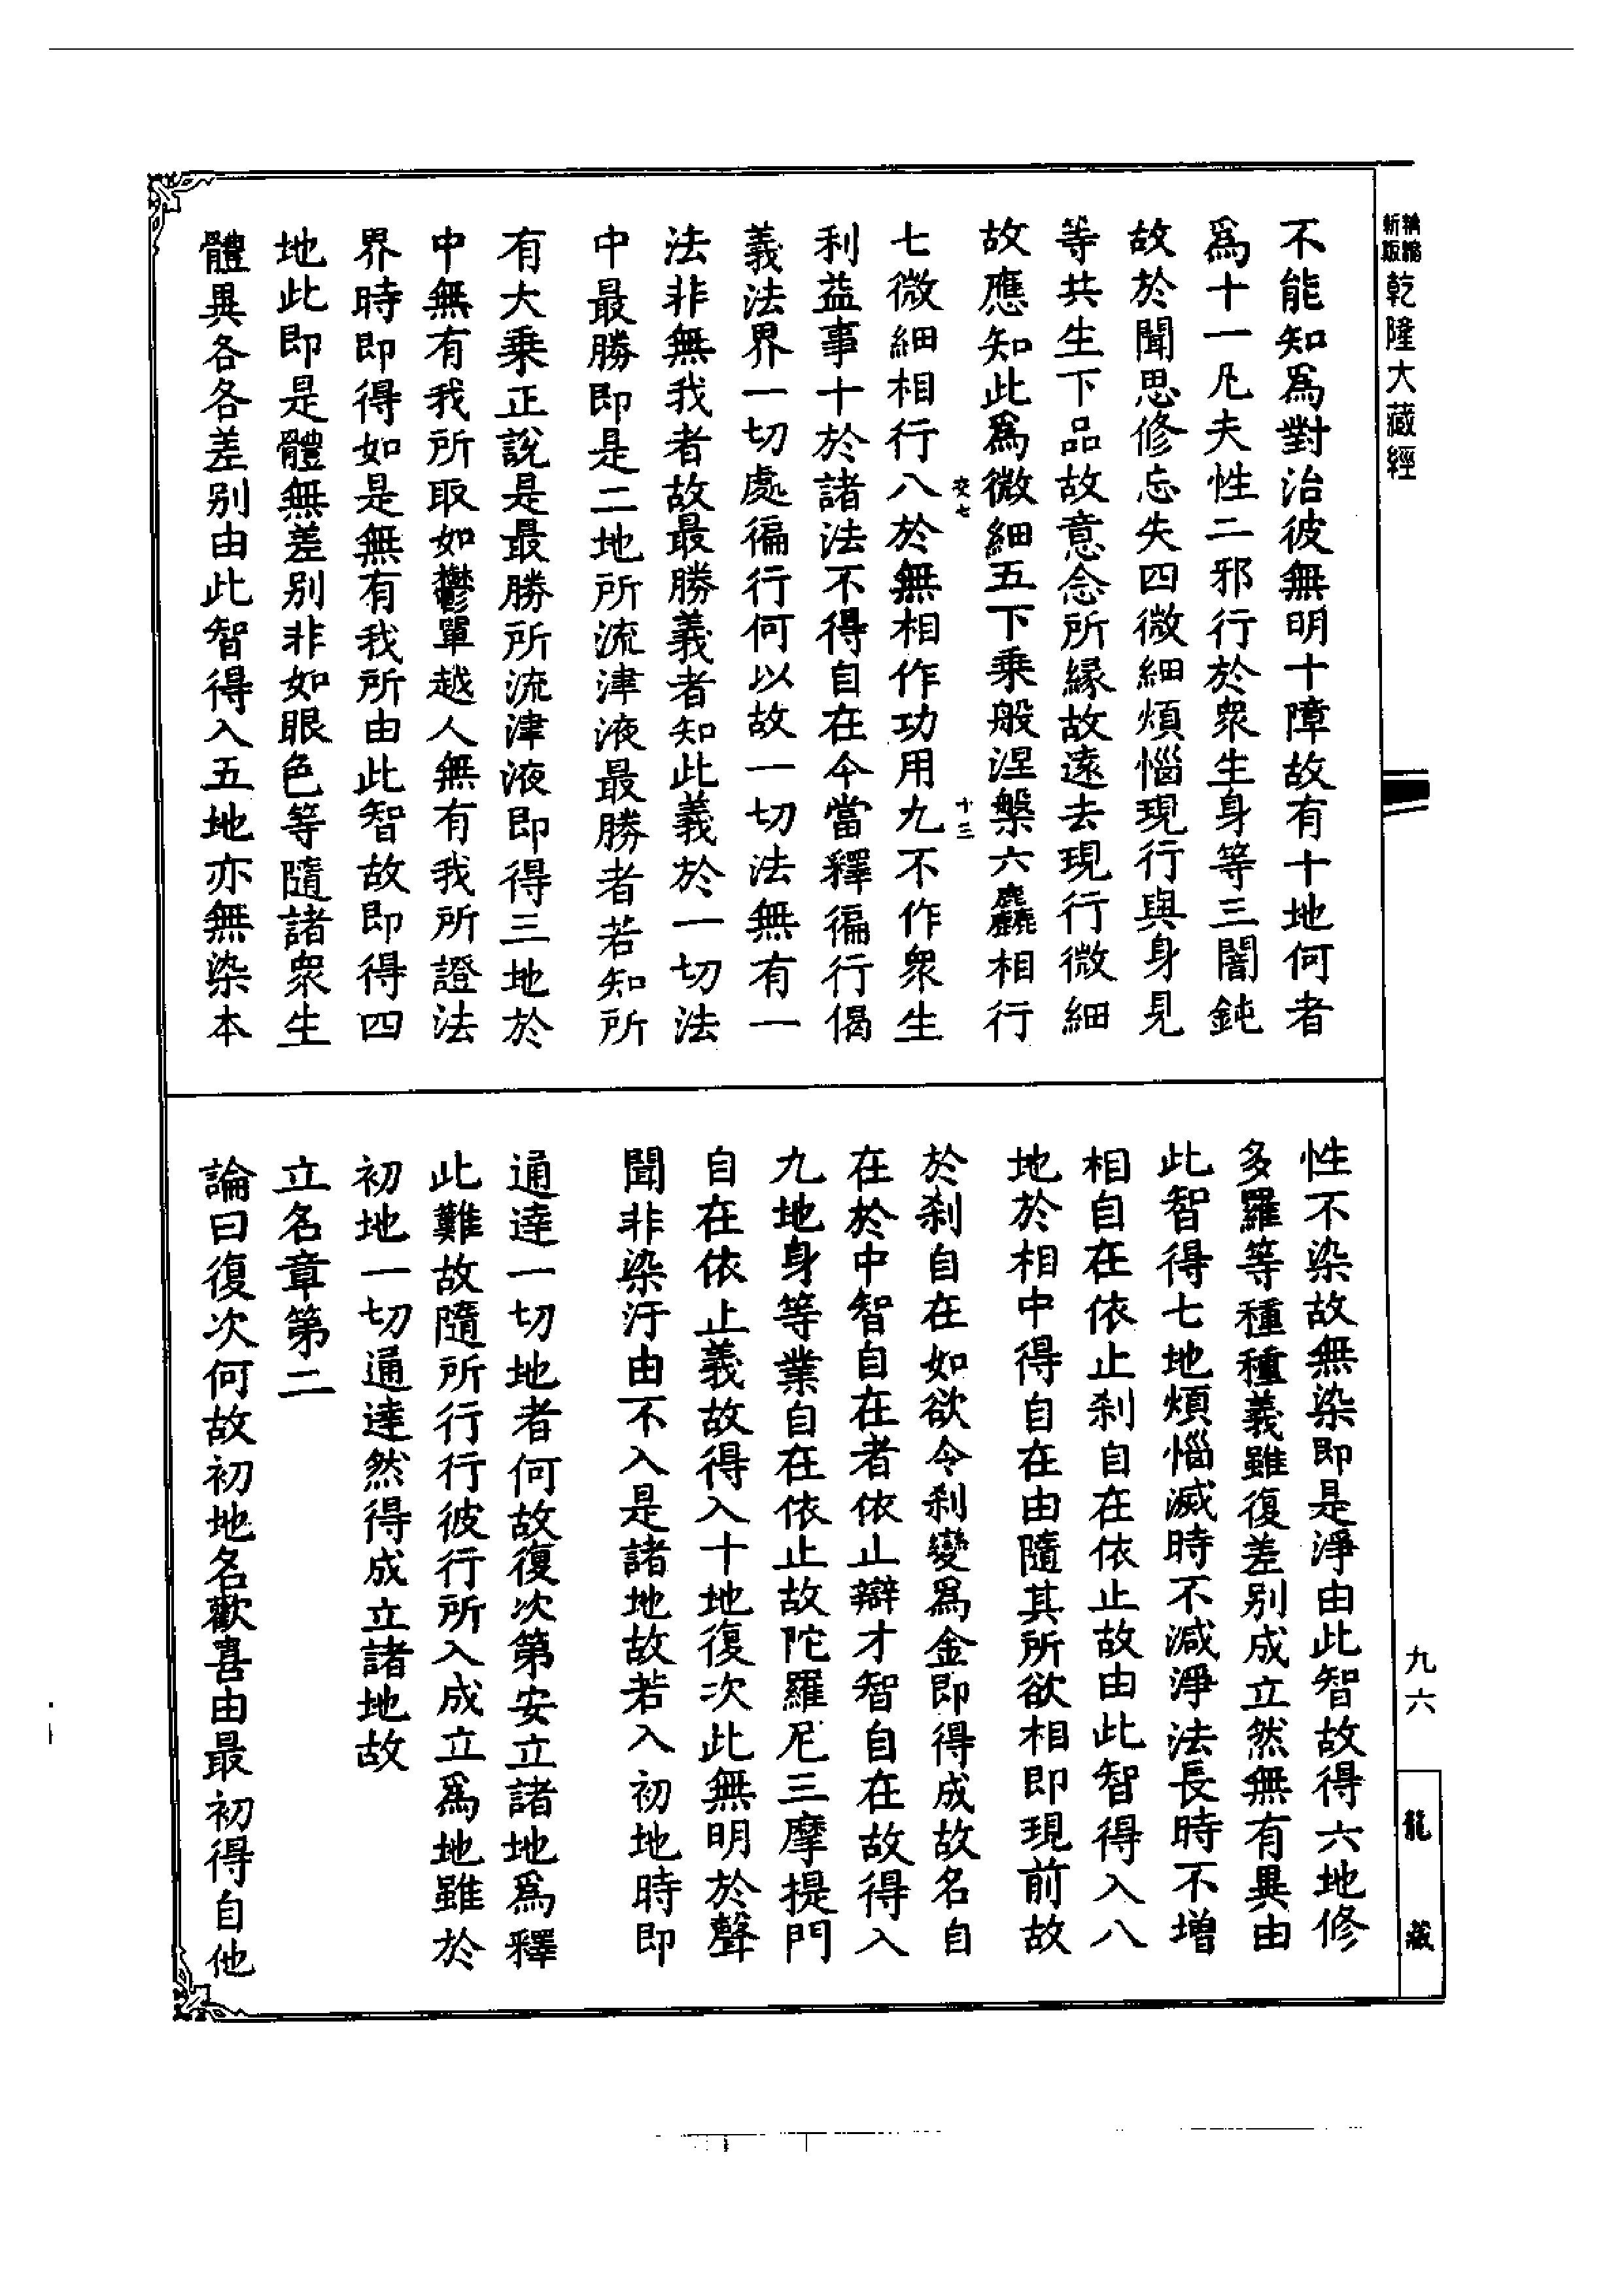 新版
精縮
乾隆大藏經
不能知爲對治彼無明十障故有十地何者
爲十一凡夫性二邪行於衆生身等三闇鈍
故於聞思修忘失四微細煩惱現行與身見
等共生下品故意念所緣故遠去現行微細
故應知此爲微細五下乘般涅槃六麤相行
交七 十三
七微細相行八於無相作功用九不作衆生
利益事十於諸法不得自在今當釋徧行偈
義法界一切處徧行何以故一切法無有一
法非無我者故最勝義者知此義於一切法
中最勝即是二地所流津液最勝者若知所
有大乘正說是最勝所流津液即得三地於
中無有我所取如鬱單越人無有我所證法
界時即得如是無有我所由此智故即得四
地此即是體無差別非如眼色等隨諸衆生
體異各各差別由此智得入五地亦無染本
性不染故無染即是淨由此智故得六地修
多羅等種種義雖復差別成立然無有異由
此智得七地煩惱減時不減淨法長時不增
相自在依止刹自在依止故由此智得入八
地於相中得自在由隨其所欲相即現前故
於刹自在如欲令刹變爲金即得成故名自
在於中智自在者依止辯才智自在故得入
九地身等業自在依止故陀羅尼三摩提門
自在依止義故得入十地復次此無明於聲
聞非染汙由不入是諸地故若入初地時即
通達一切地者何故復次第安立諸地爲釋
此難故隨所行行彼行所入成立爲地雖於
初地一切通達然得成立諸地故
立名章第二
論曰復次何故初地名歡喜由最初得自他
九六
龍藏